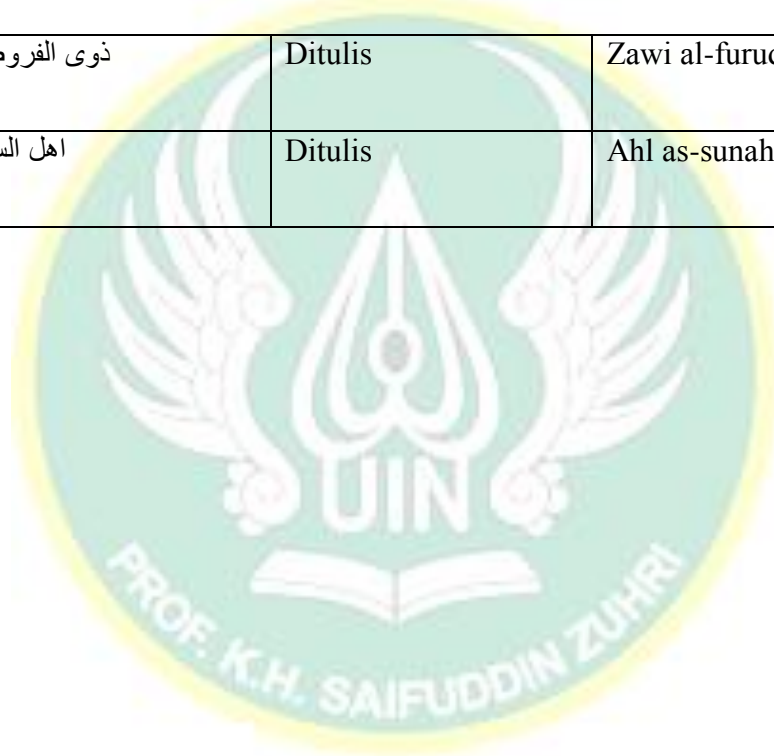 ذوى Ditulis Zawi
اهل Ditulis Ahl as-sunah
UIN
PROF. K.H. SAIFUDDIN ZUHRI